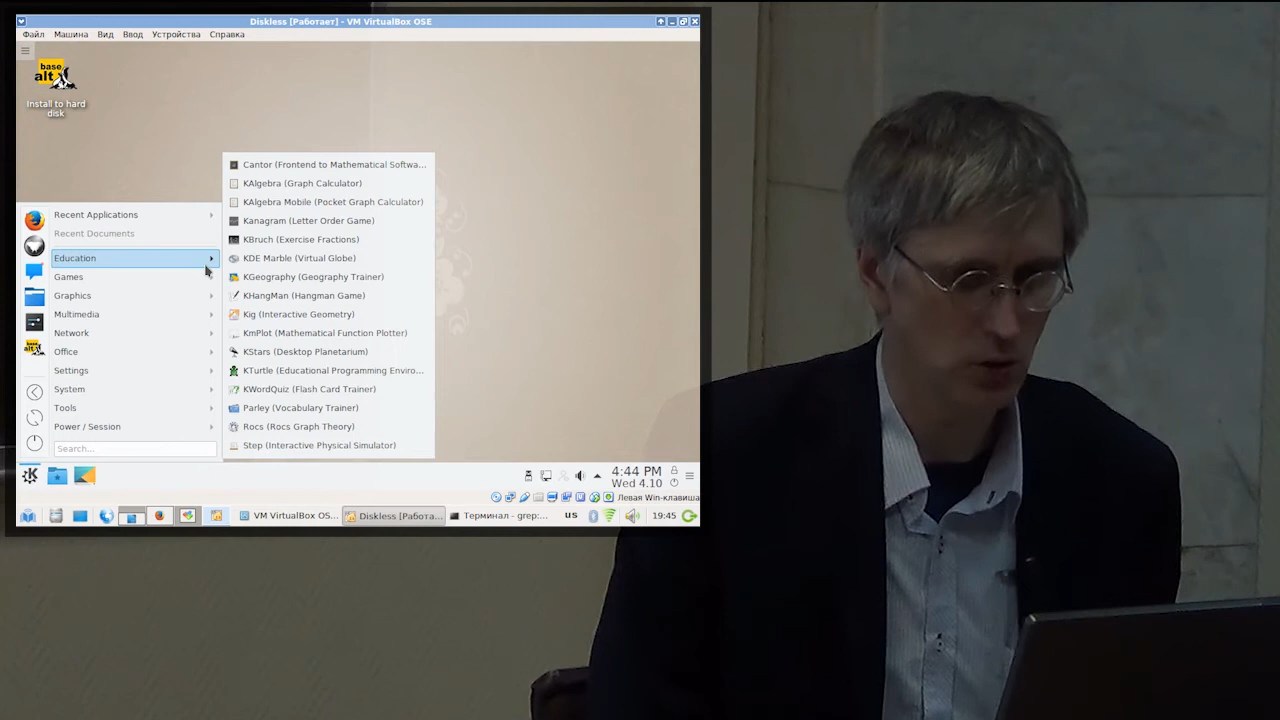 Diskless [Работает] - VM VirtualBox OSE
Файл Машина Вид Ввод Устройства Справка
base
alt
Install to hard
disk
Cantor (Frontend to Mathematical Softwa...
KAlgebra (Graph Calculator)
KAlgebra Mobile (Pocket Graph Calculator)
Kanagram (Letter Order Game)
KBruch (Exercise Fractions)
KDE Marble (Virtual Globe)
KGeography (Geography Trainer)
KHangMan (Hangman Game)
Kig (Interactive Geometry)
KmPlot (Mathematical Function Plotter)
KStars (Desktop Planetarium)
KTurtle (Educational Programming Enviro...
KWordQuiz (Flash Card Trainer)
Parley (Vocabulary Trainer)
Rocs (Rocs Graph Theory)
Step (Interactive Physical Simulator)
Recent Applications
Recent Documents
Education
Games
Graphics
Multimedia
Network
Office
Settings
System
Tools
Power / Session
Search...
4:44 PM
Wed 4.10
Левая Win-клавиша
VM VirtualBox OS... Diskless [Работа... Терминал - grep:... us 19:45